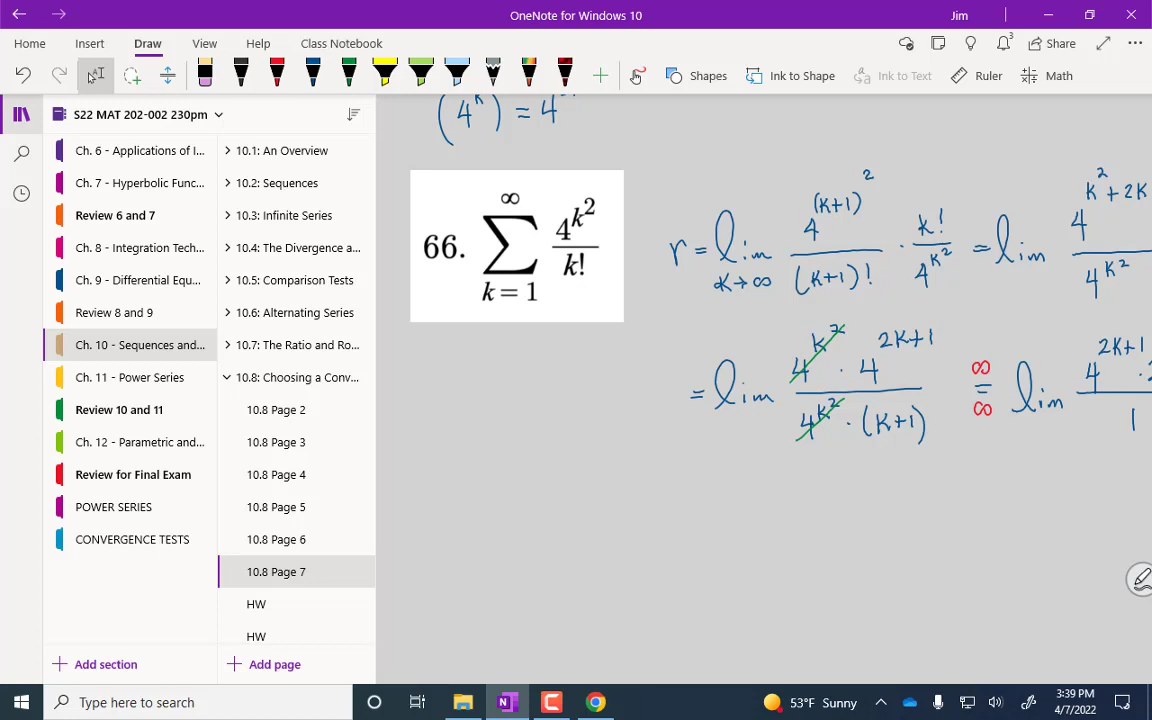 OneNote for Windows 10
Jim
Home Insert Draw View Help Class Notebook
Share
Shapes Ink to Shape Ink to Text Ruler Math
S22 MAT 202-002 230pm
Ch. 6 - Applications of I...
Ch. 7 - Hyperbolic Func...
Review 6 and 7
Ch. 8 - Integration Tech...
Ch. 9 - Differential Equ...
Review 8 and 9
Ch. 10 - Sequences and...
Ch. 11 - Power Series
Review 10 and 11
Ch. 12 - Parametric and...
Review for Final Exam
POWER SERIES
CONVERGENCE TESTS
Add section
10.1: An Overview
10.2: Sequences
10.3: Infinite Series
10.4: The Divergence a...
10.5: Comparison Tests
10.6: Alternating Series
10.7: The Ratio and Ro...
10.8: Choosing a Conv...
10.8 Page 2
10.8 Page 3
10.8 Page 4
10.8 Page 5
10.8 Page 6
10.8 Page 7
HW
HW
Add page
(4^k) = 4
66. ∑_{k = 1}^{∞} 4^{k^2} / k!
r = lim_{k→∞} 4^{(k+1)^2} / (k+1)! · k! / 4^{k^2} = lim 4^{k^2 + 2k} / 4^{k^2}
= lim 4^{k^2} · 4^{2k+1} / 4^{k^2} · (k+1) ∞ = ∞ lim 4^{2k+1} · 2 / 1
Type here to search
53°F Sunny
3:39 PM
4/7/2022